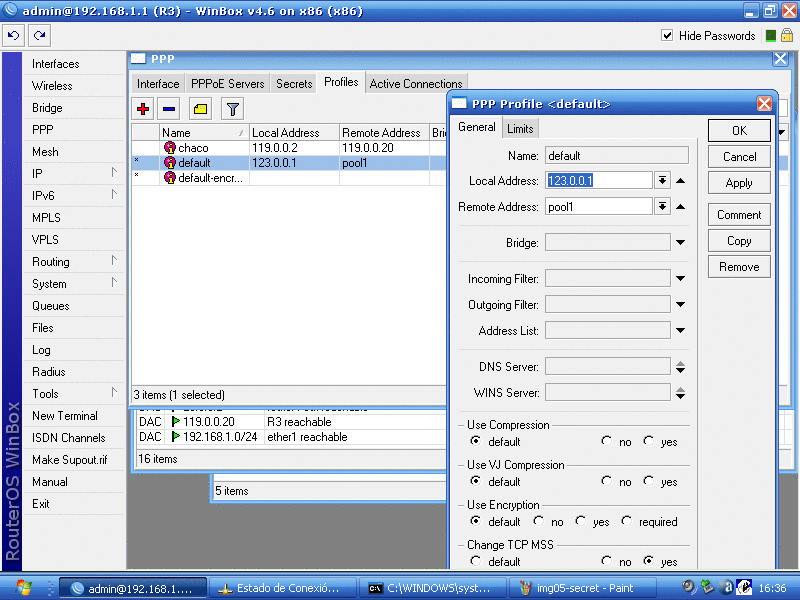 admin@192.168.1.1 (R3) - WinBox v4.6 on x86 (x86)
Hide Passwords
Interfaces
Wireless
Bridge
PPP
Mesh
IP
IPv6
MPLS
VPLS
Routing
System
Queues
Files
Log
Radius
Tools
New Terminal
ISDN Channels
Make Supout.rif
Manual
Exit
RouterOS WinBox
PPP
Interface PPPoE Servers Secrets Profiles Active Connections
Name Local Address Remote Address Bri
chaco 119.0.0.2 119.0.0.20
* default 123.0.0.1 pool1
* default-encr...
3 items (1 selected)
DAC 119.0.0.20 R3 reachable
DAC 192.168.1.0/24 ether1 reachable
16 items
5 items
PPP Profile <default>
General Limits
Name: default
Local Address: 123.0.0.1
Remote Address: pool1
Bridge:
Incoming Filter:
Outgoing Filter:
Address List:
DNS Server:
WINS Server:
Use Compression
default no yes
Use VJ Compression
default no yes
Use Encryption
default no yes required
Change TCP MSS
default no yes
OK
Cancel
Apply
Comment
Copy
Remove
admin@192.168.1.... Estado de Conexió... C:\WINDOWS\syst... img05-secret - Paint 16:36